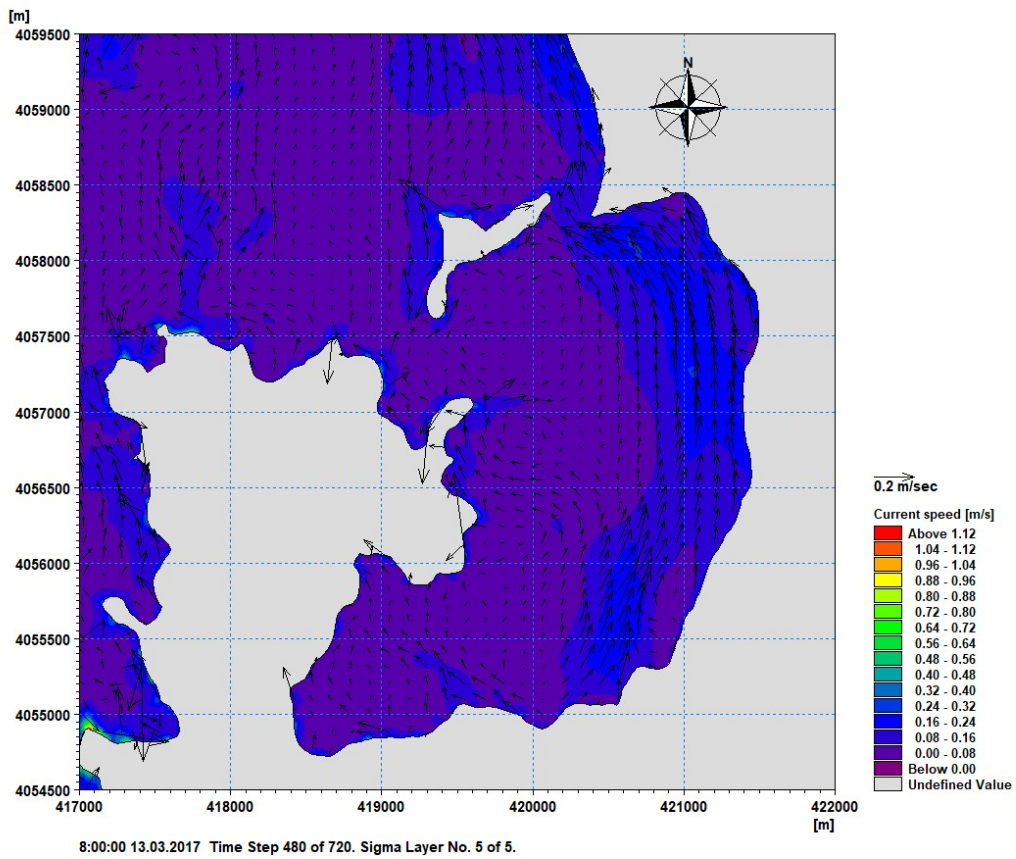 [m]
4059500
4059000
4058500
4058000
4057500
4057000
4056500
4056000
4055500
4055000
4054500
417000 418000 419000 420000 421000 422000
[m]
N
0.2 m/sec
Current speed [m/s]
Above 1.12
1.04 - 1.12
0.96 - 1.04
0.88 - 0.96
0.80 - 0.88
0.72 - 0.80
0.64 - 0.72
0.56 - 0.64
0.48 - 0.56
0.40 - 0.48
0.32 - 0.40
0.24 - 0.32
0.16 - 0.24
0.08 - 0.16
0.00 - 0.08
Below 0.00
Undefined Value
8:00:00 13.03.2017 Time Step 480 of 720. Sigma Layer No. 5 of 5.